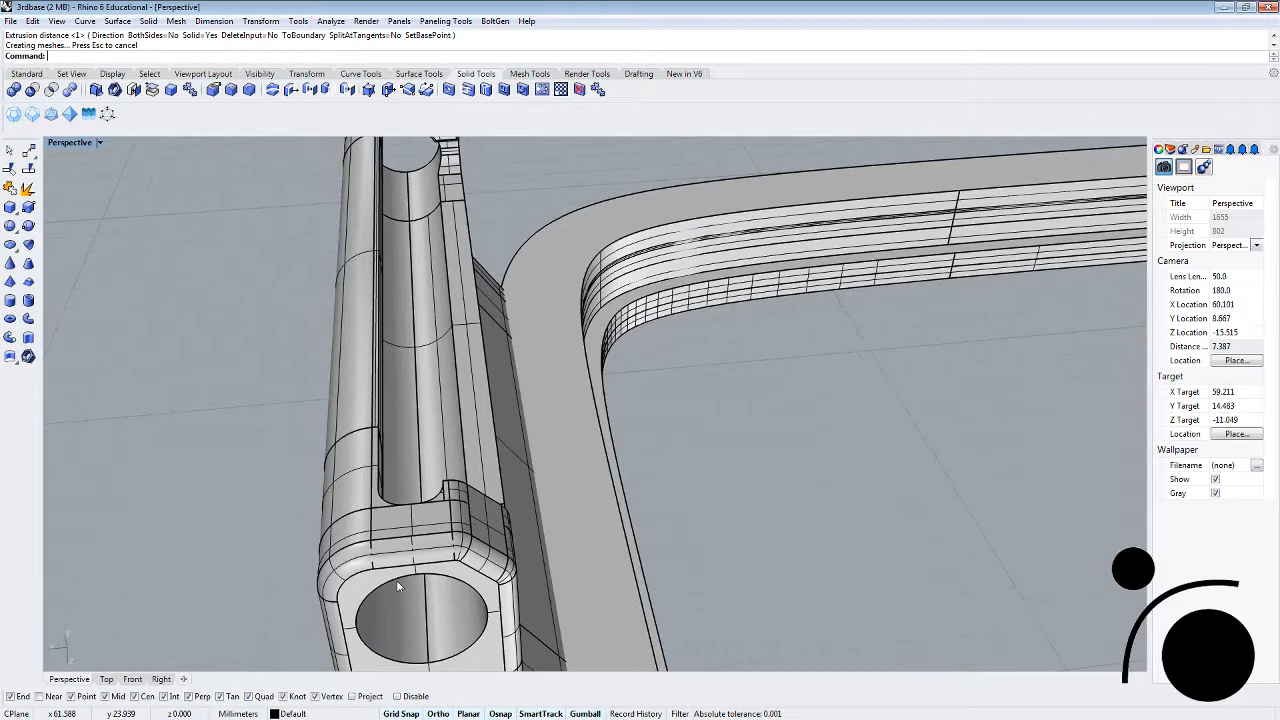 3rdbase (2 MB) - Rhino 6 Educational - [Perspective]
File Edit View Curve Surface Solid Mesh Dimension Transform Tools Analyze Render Panels Paneling Tools BoltGen Help
Extrusion distance <1> ( Direction BothSides=No Solid=Yes DeleteInput=No ToBoundary SplitAtTangents=No SetBasePoint )
Creating meshes... Press Esc to cancel
Command:
Standard Set View Display Select Viewport Layout Visibility Transform Curve Tools Surface Tools Solid Tools Mesh Tools Render Tools Drafting New in V6
Perspective
Viewport
Title Perspective
Width 1655
Height 802
Projection Perspect...
Camera
Lens Len... 50.0
Rotation 180.0
X Location 60.101
Y Location 8.667
Z Location -15.515
Distance ... 7.387
Location Place...
Target
X Target 59.211
Y Target 14.483
Z Target -11.049
Location Place...
Wallpaper
Filename (none) ...
Show
Gray
y
x
z
Perspective Top Front Right
End Near Point Mid Cen Int Perp Tan Quad Knot Vertex Project Disable
CPlane x 61.588 y 23.939 z 0.000 Millimeters Default Grid Snap Ortho Planar Osnap SmartTrack Gumball Record History Filter Absolute tolerance: 0.001